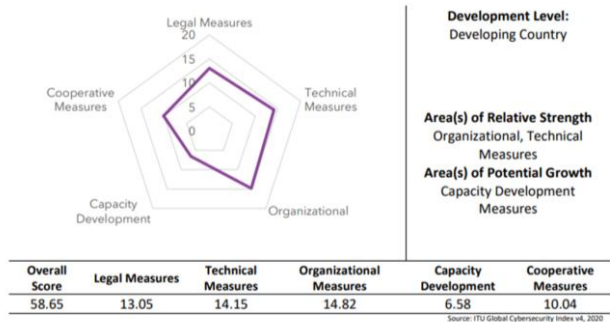 Legal Measures
20
15
10
5
0
Cooperative
Measures
Technical
Measures
Capacity
Development
Organizational
Development Level:
Developing Country
Area(s) of Relative Strength
Organizational, Technical
Measures
Area(s) of Potential Growth
Capacity Development
Measures
Overall Score Legal Measures Technical Measures Organizational Measures Capacity Development Cooperative Measures
58.65 13.05 14.15 14.82 6.58 10.04
Source: ITU Global Cybersecurity Index v4, 2020